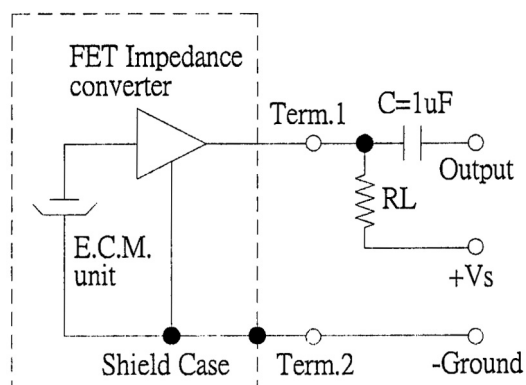 FET Impedance
converter
Term.1
C=1uF
Output
RL
E.C.M.
unit
+Vs
Shield Case
Term.2
-Ground